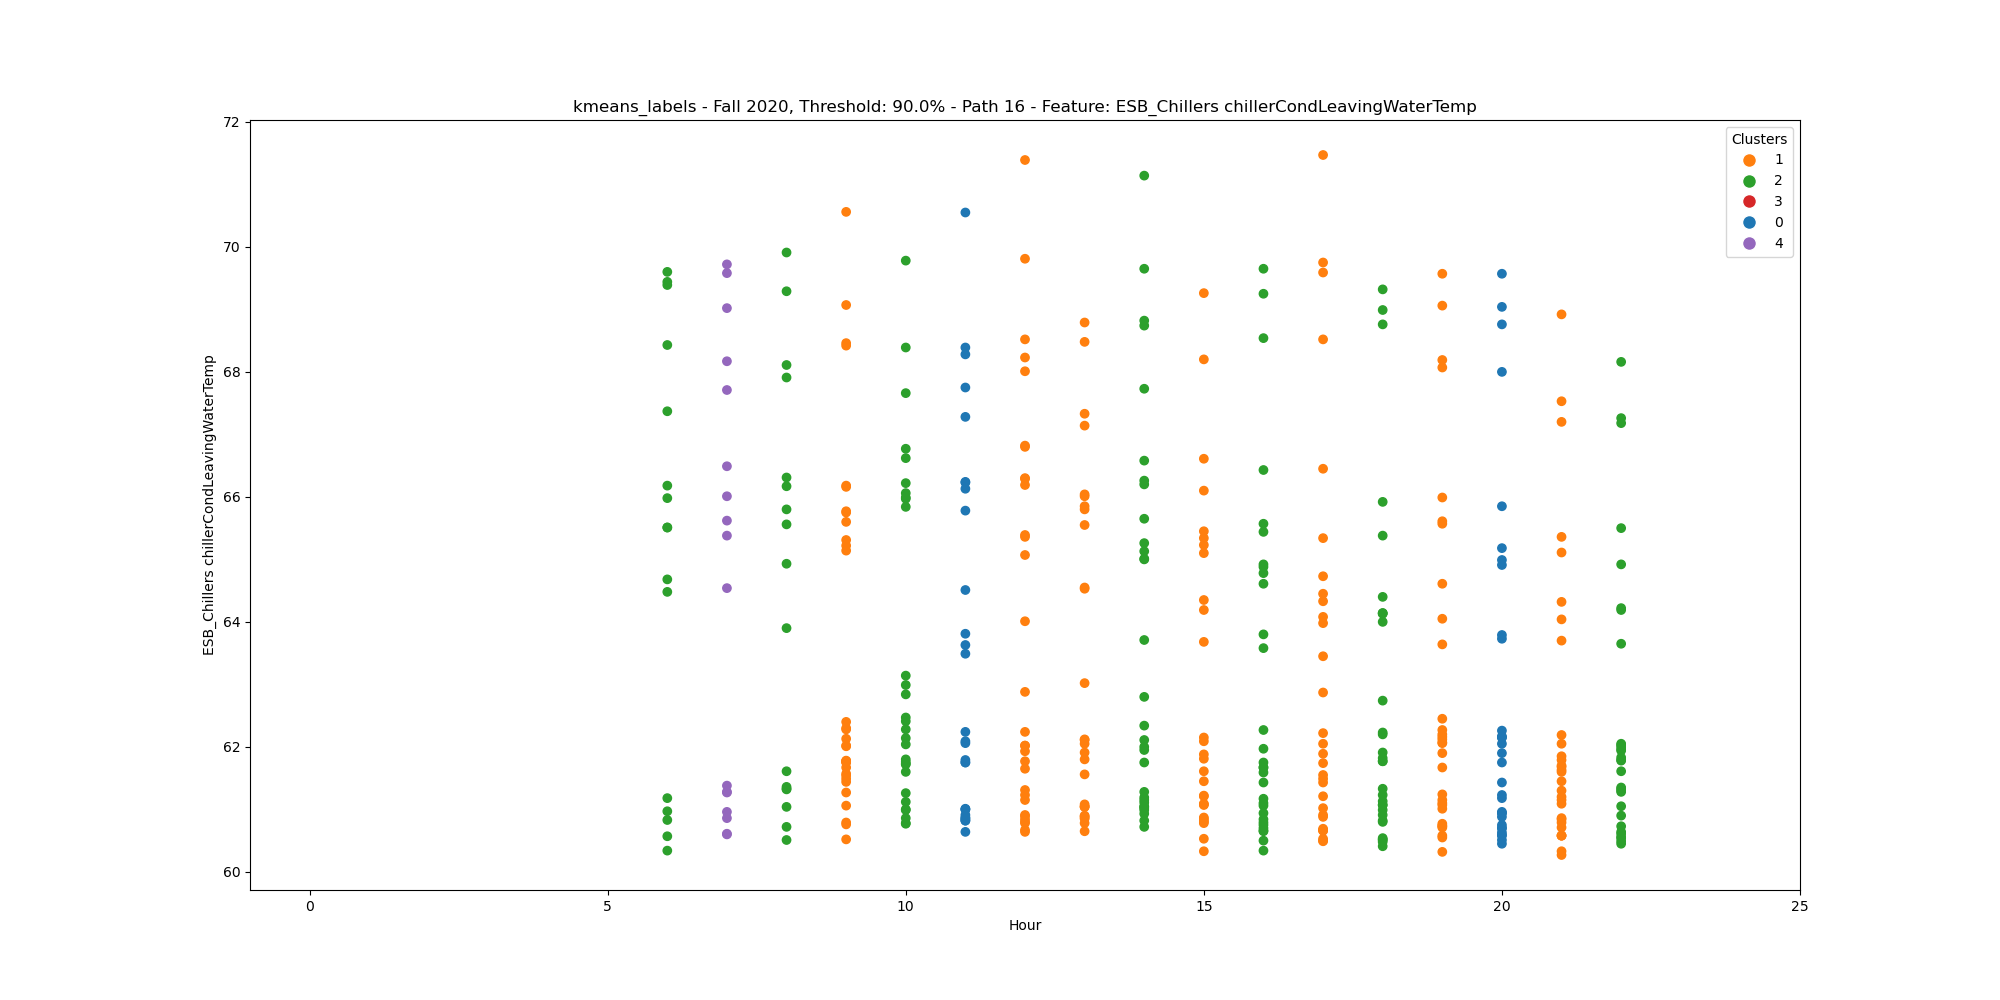 kmeans_labels - Fall 2020, Threshold: 90.0% - Path 16 - Feature: ESB_Chillers chillerCondLeavingWaterTemp
Clusters
1
2
3
0
4
72
70
68
66
64
62
60
ESB_Chillers chillerCondLeavingWaterTemp
0 5 10 15 20 25
Hour